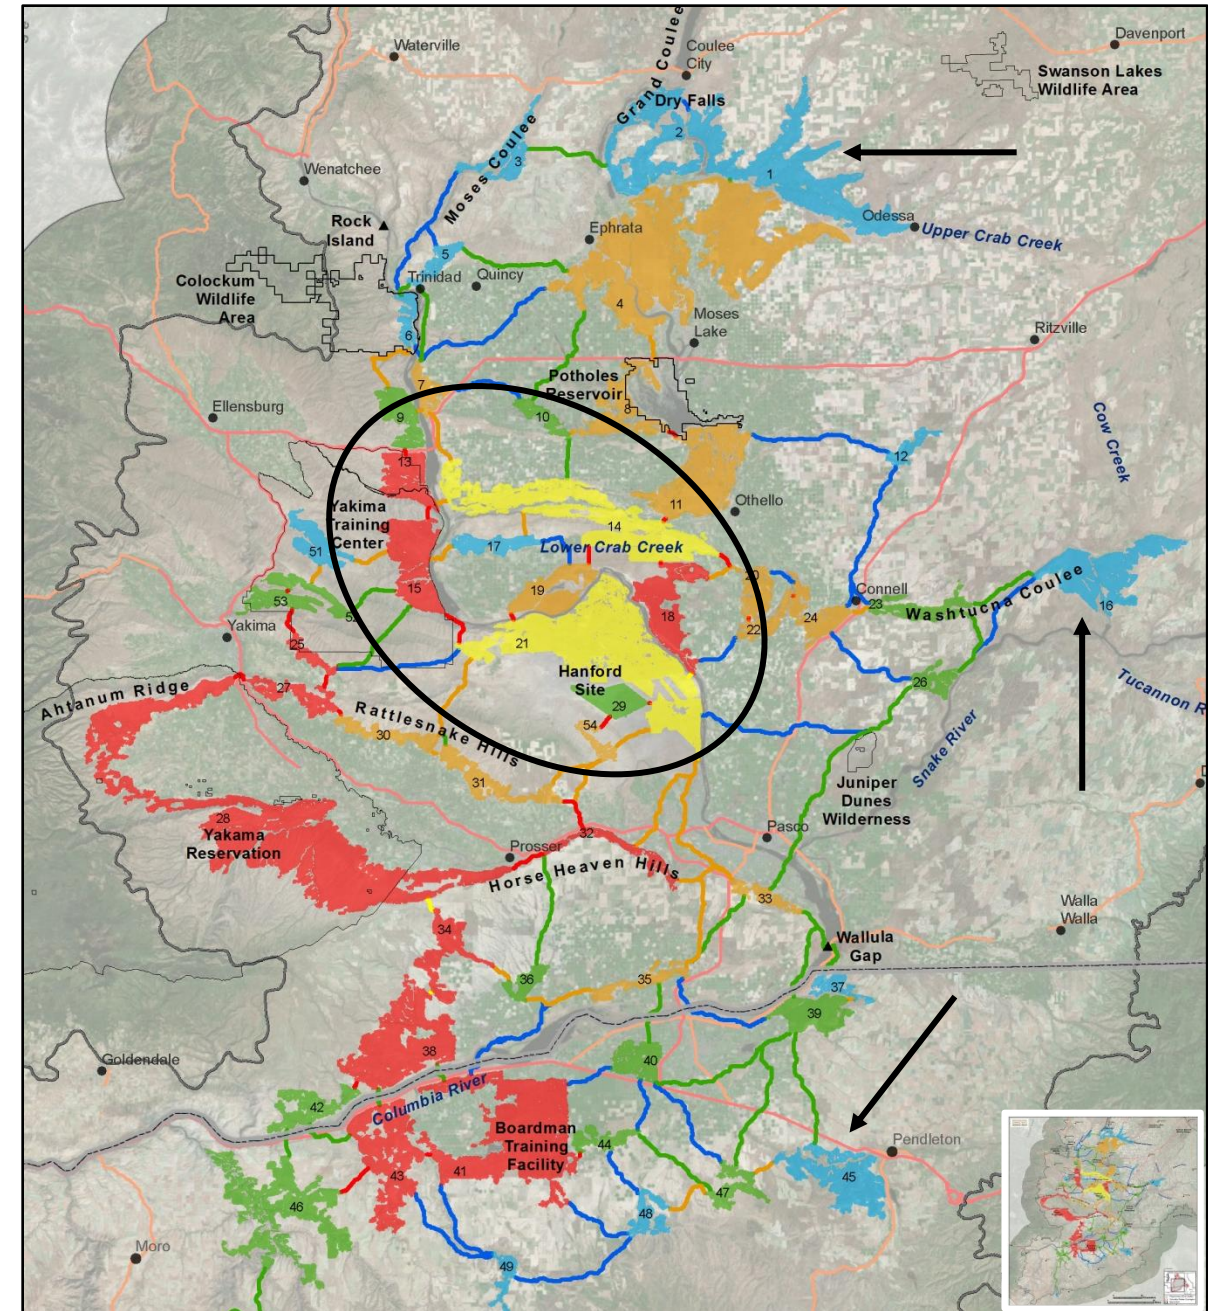 Davenport
Waterville
Coulee
City
Grand Coulee
Swanson Lakes
Wildlife Area
Dry Falls
2
1
3
Moses Coulee
Wenatchee
Rock
Island
Ephrata
Odessa
Upper Crab Creek
5
Colockum
Wildlife
Area
Trinidad
Quincy
4
6
Moses
Lake
Ritzville
Potholes
Reservoir
7
8
Ellensburg
9
10
Cow Creek
12
13
Yakima
Training
Center
11
Othello
14
51
17
Lower Crab Creek
20
15
19
53
52
18
Connell
23
Washtucna Coulee
16
24
22
Yakima
25
21
Hanford
Site
26
Tucannon R
Ahtanum Ridge
27
29
54
30
Rattlesnake Hills
Snake River
31
Juniper
Dunes
Wilderness
28
Yakama
Reservation
32
Pasco
Prosser
Horse Heaven Hills
33
Walla
Walla
34
Wallula
Gap
36
35
37
39
38
40
Goldendale
42
Columbia River
Boardman
Training
Facility
44
Pendleton
43
41
45
47
46
48
Moro
49